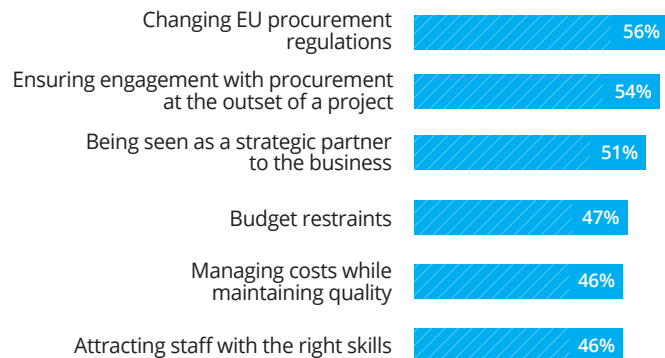 Changing EU procurement
regulations
56%
Ensuring engagement with procurement
at the outset of a project
54%
Being seen as a strategic partner
to the business
51%
Budget restraints
47%
Managing costs while
maintaining quality
46%
Attracting staff with the right skills
46%